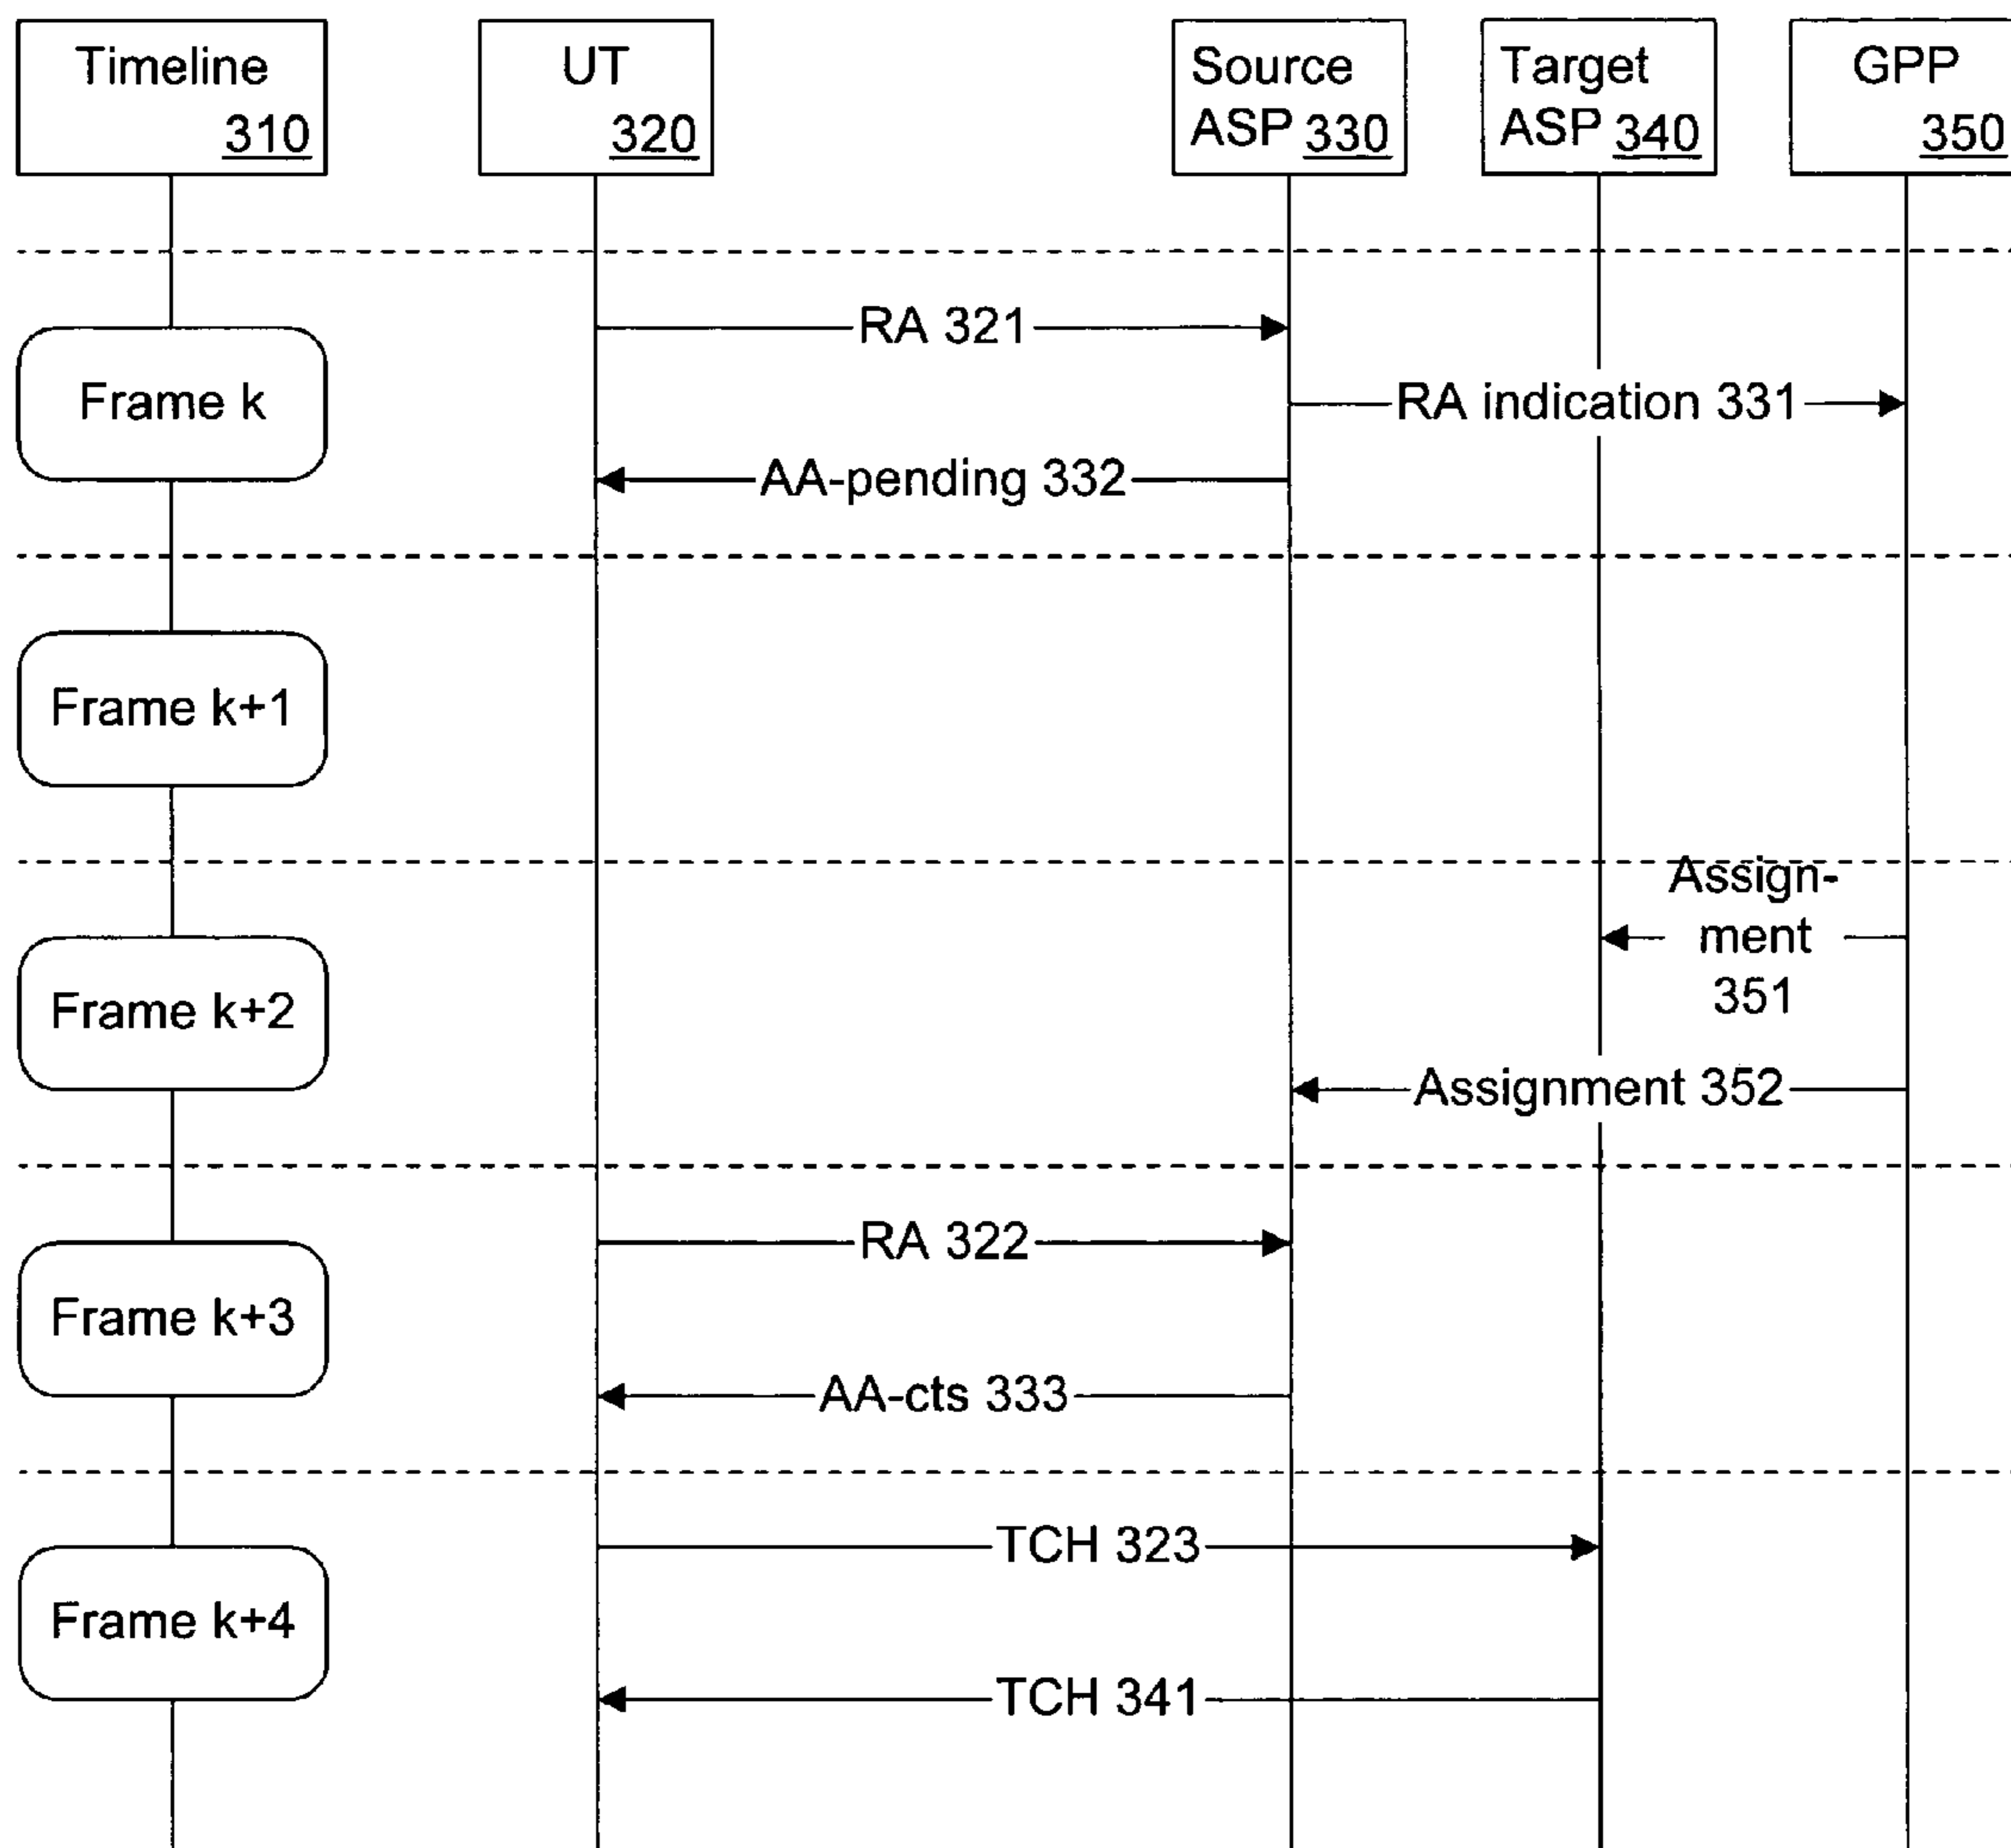 Timeline
310
UT
320
Source
ASP 330
Target
ASP 340
GPP
350
RA 321
Frame k
RA indication 331
AA-pending 332
Frame k+1
Assign-
ment
351
Frame k+2
Assignment 352
RA 322
Frame k+3
AA-cts 333
TCH 323
Frame k+4
TCH 341